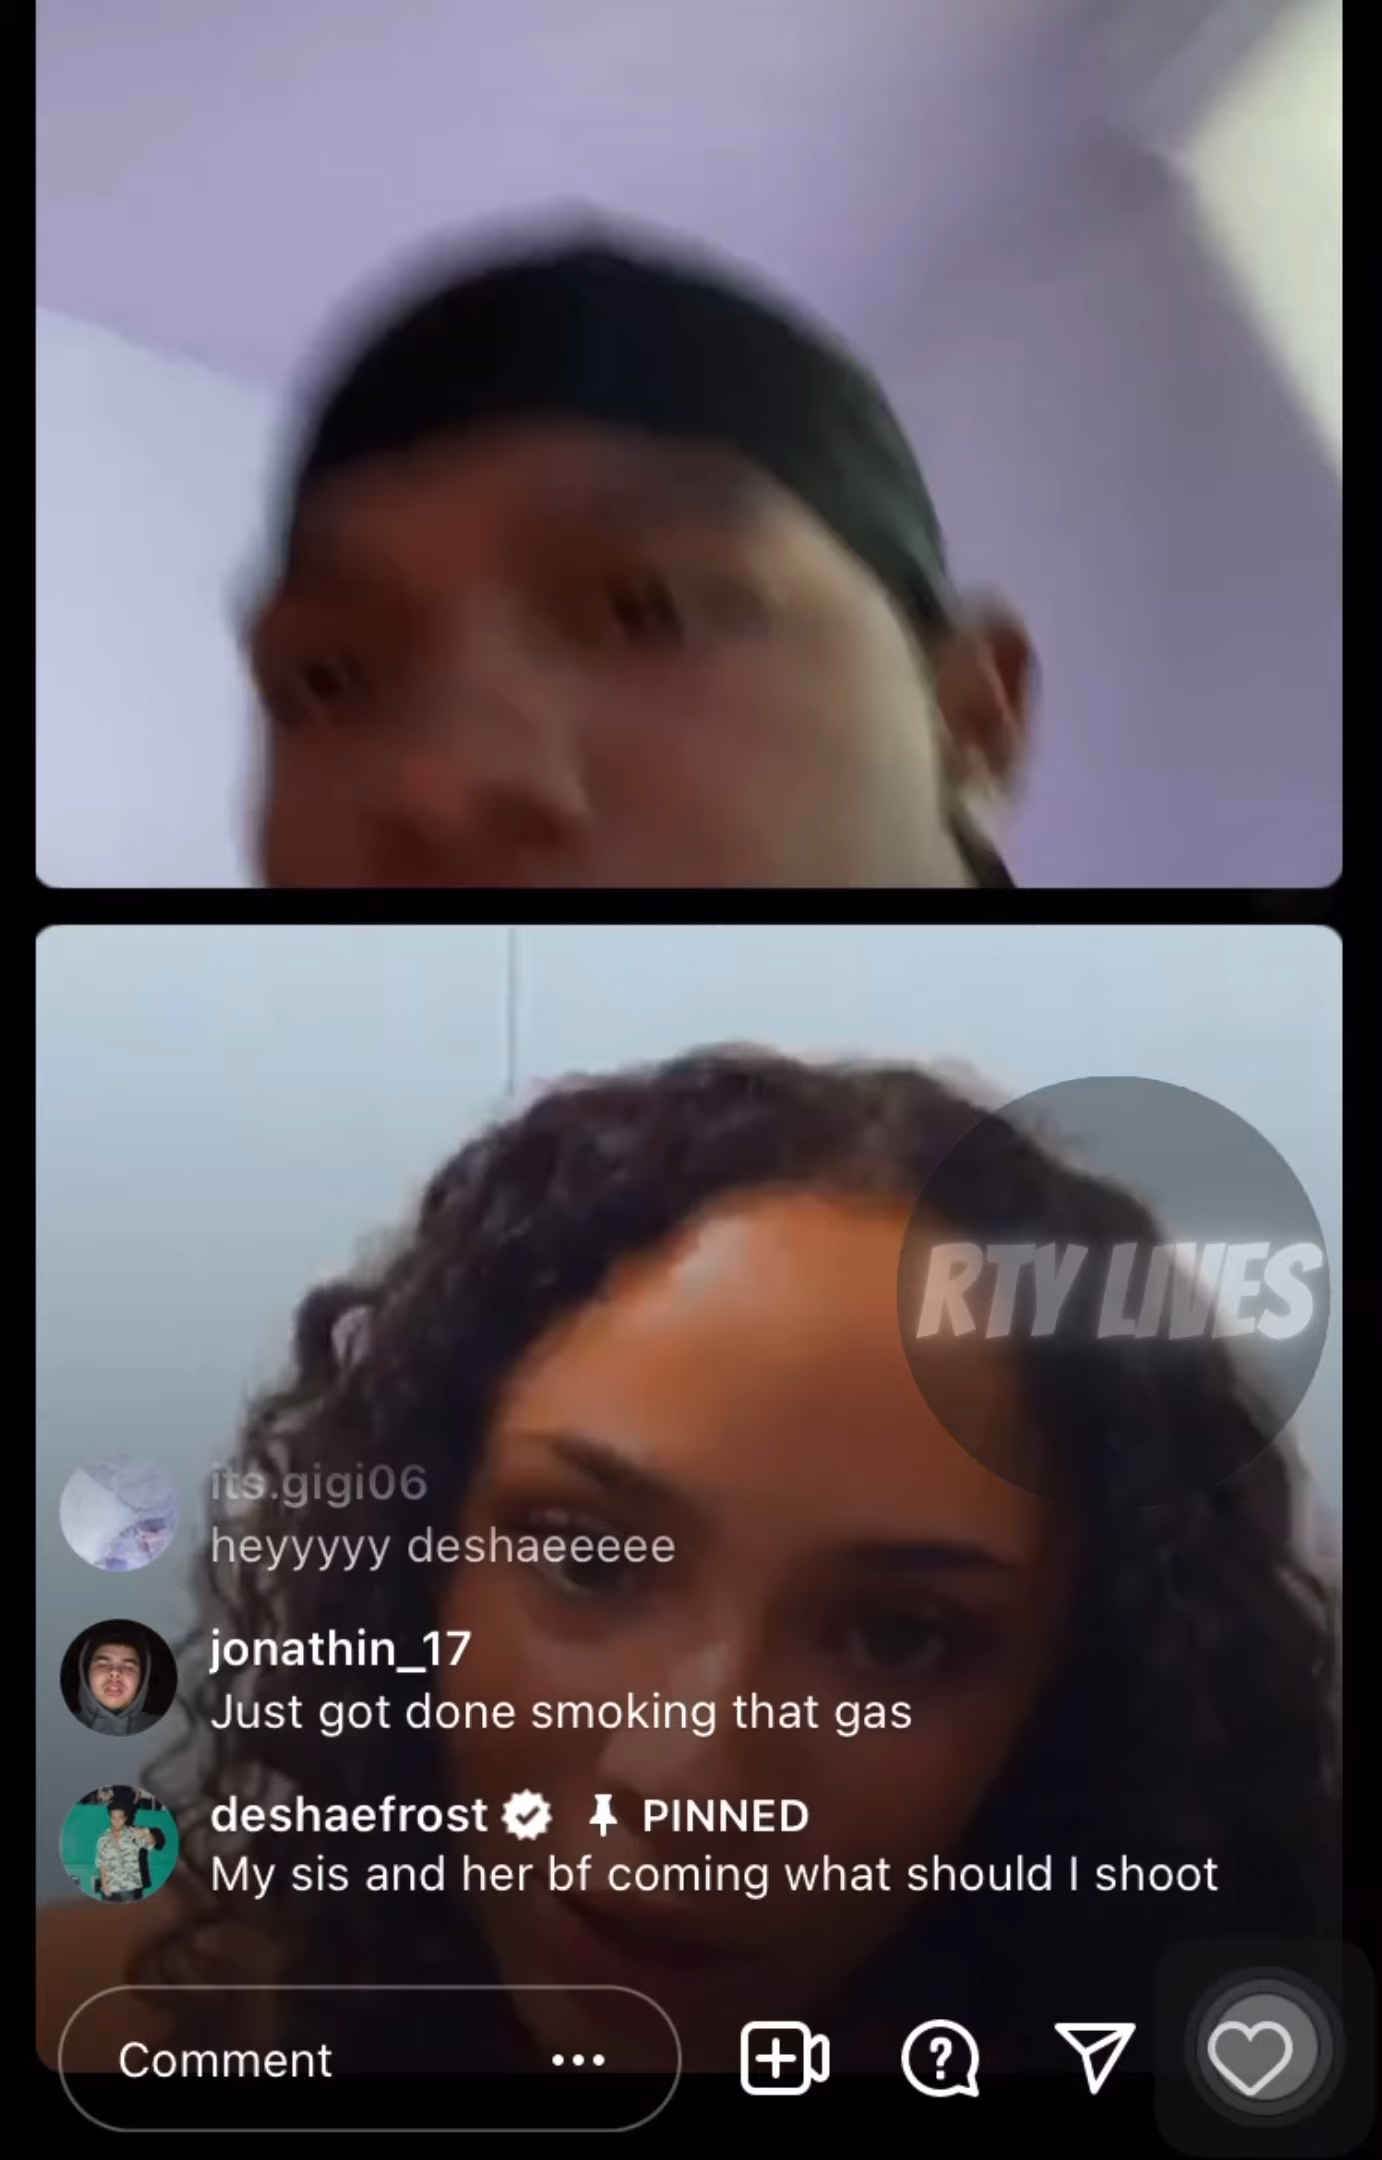 RTY LIVES
its.gigi06
heyyyyy deshaeeeee
jonathin_17
Just got done smoking that gas
deshaefrost PINNED
My sis and her bf coming what should I shoot
Comment